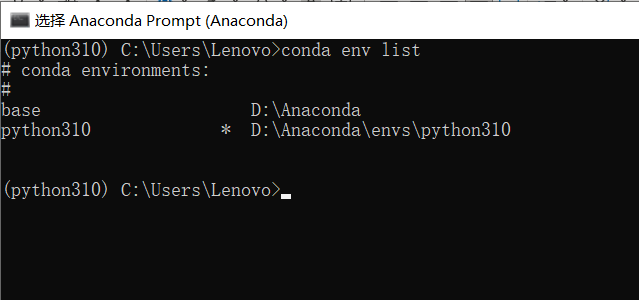 选择 Anaconda Prompt (Anaconda)
(python310) C:\Users\Lenovo>conda env list
# conda environments:
#
base                     D:\Anaconda
python310             *  D:\Anaconda\envs\python310
(python310) C:\Users\Lenovo>